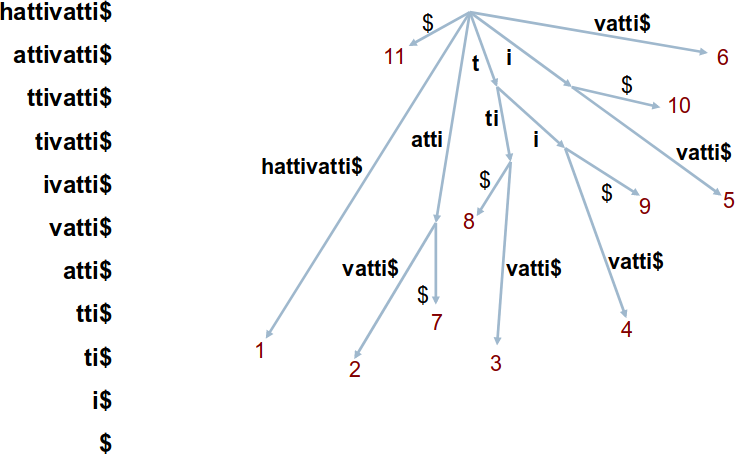 hattivatti$
attivatti$
ttivatti$
tivatti$
ivatti$
vatti$
atti$
tti$
ti$
i$
$
$
vatti$
11
t
i
6
$
10
ti
atti
i
vatti$
hattivatti$
$
$
5
8
9
vatti$
vatti$
vatti$
$
7
4
1
2
3